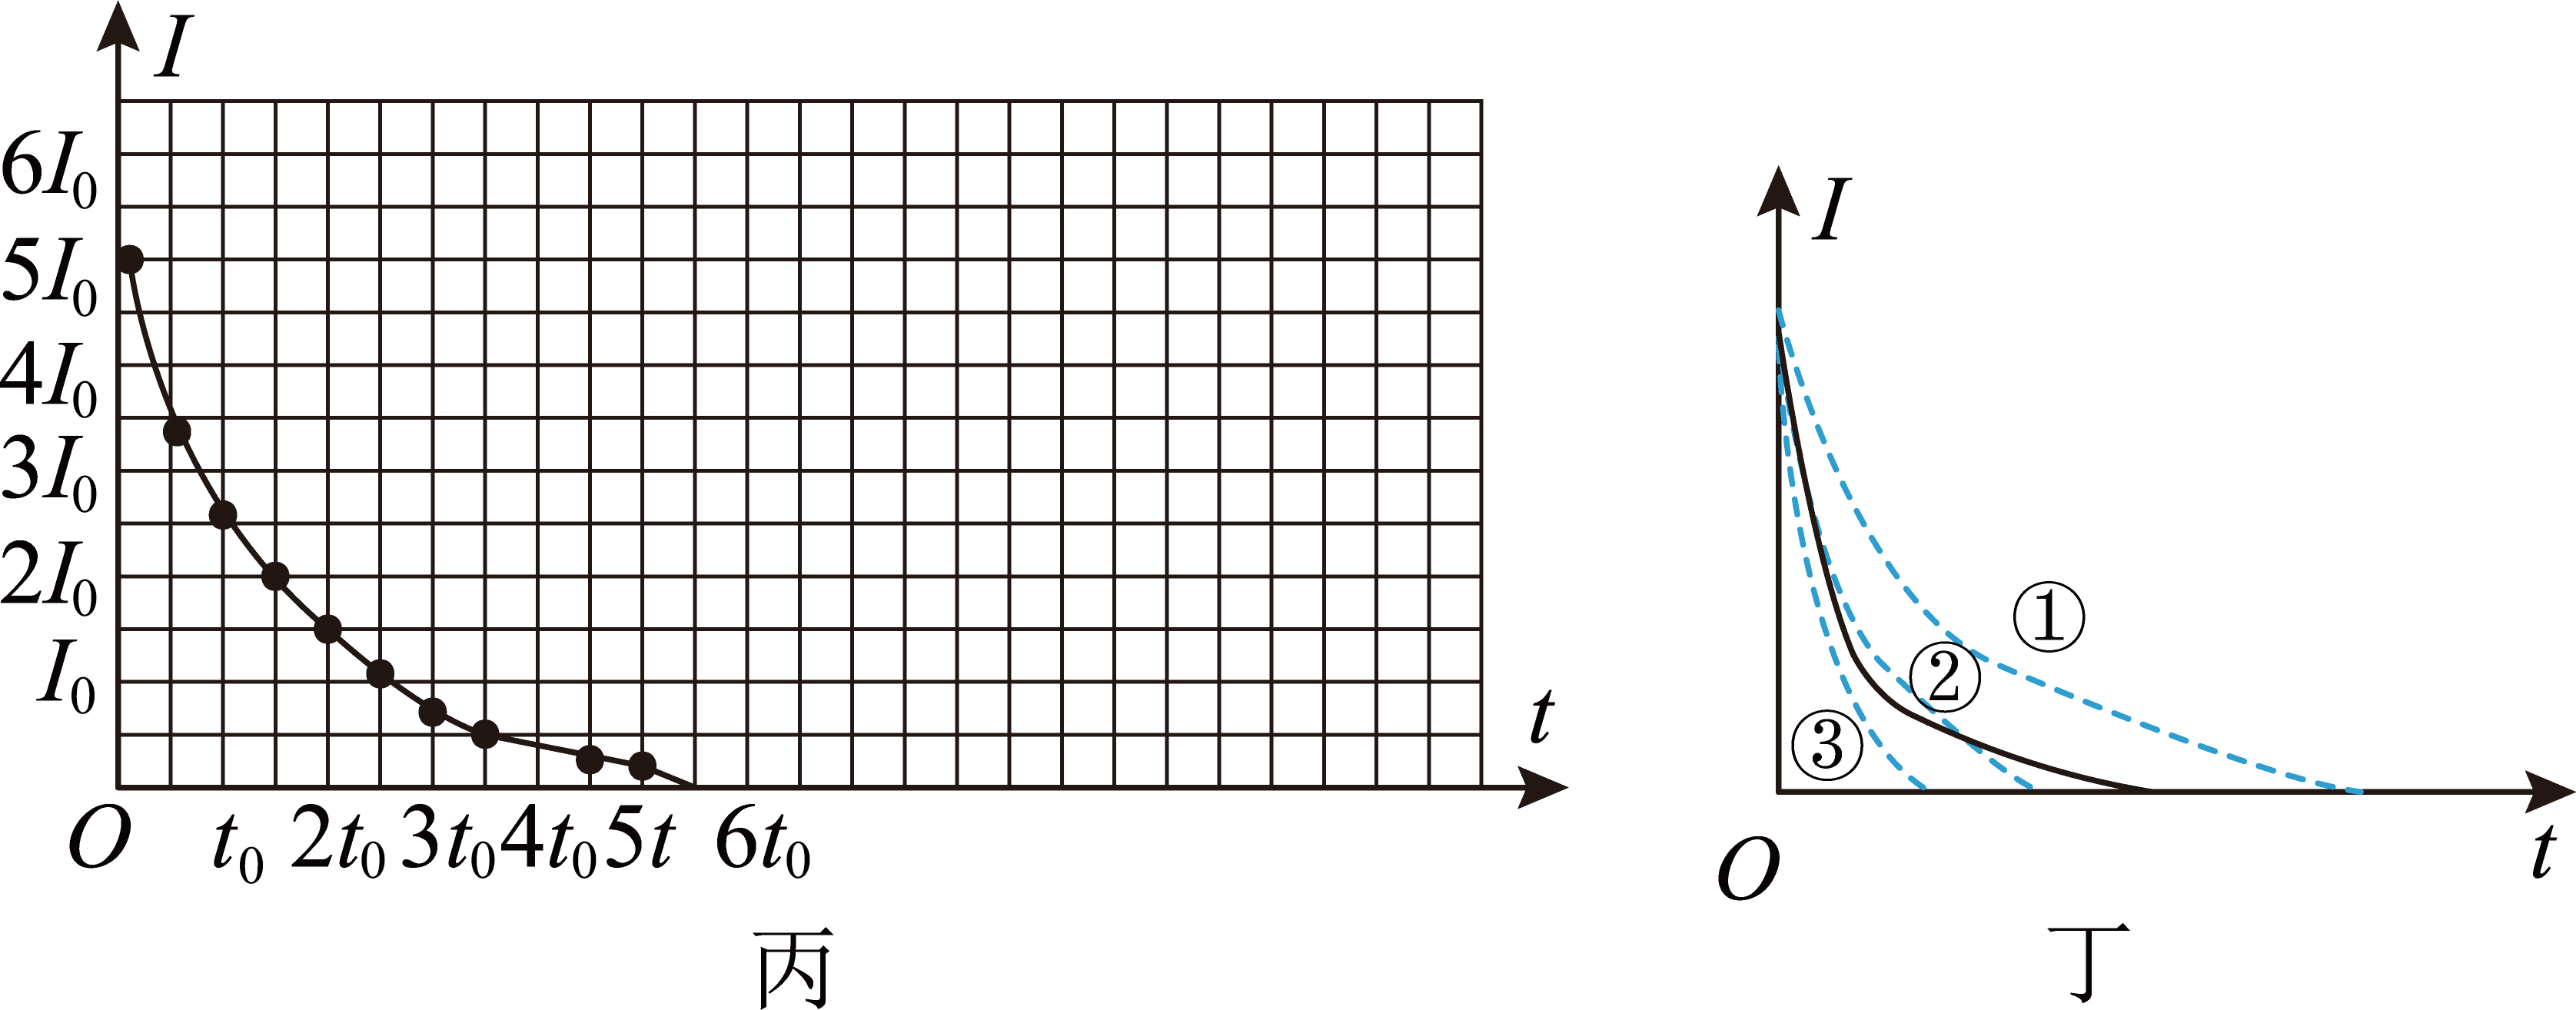 I
6I₀
5I₀
4I₀
3I₀
2I₀
I₀
t
O t₀ 2t₀ 3t₀ 4t₀ 5t 6t₀
丙
I
①
②
③
O
t
丁